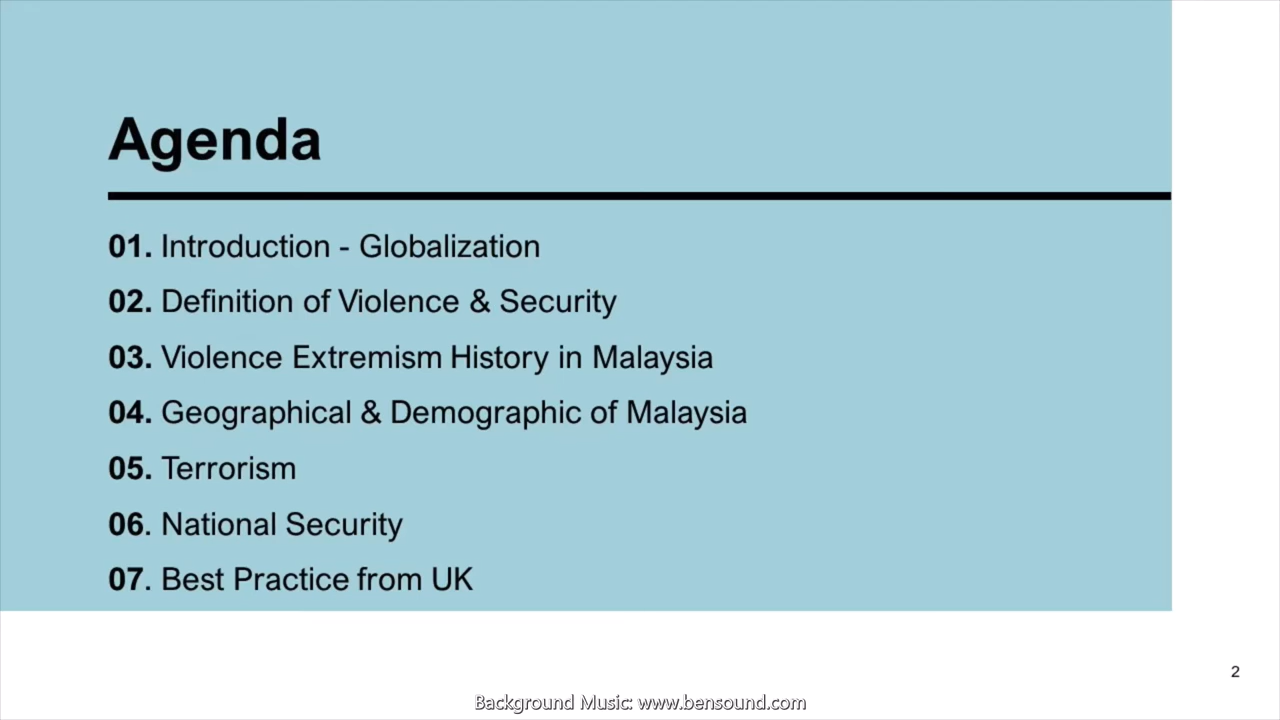 Agenda
01. Introduction - Globalization
02. Definition of Violence & Security
03. Violence Extremism History in Malaysia
04. Geographical & Demographic of Malaysia
05. Terrorism
06. National Security
07. Best Practice from UK
2
Background Music: www.bensound.com